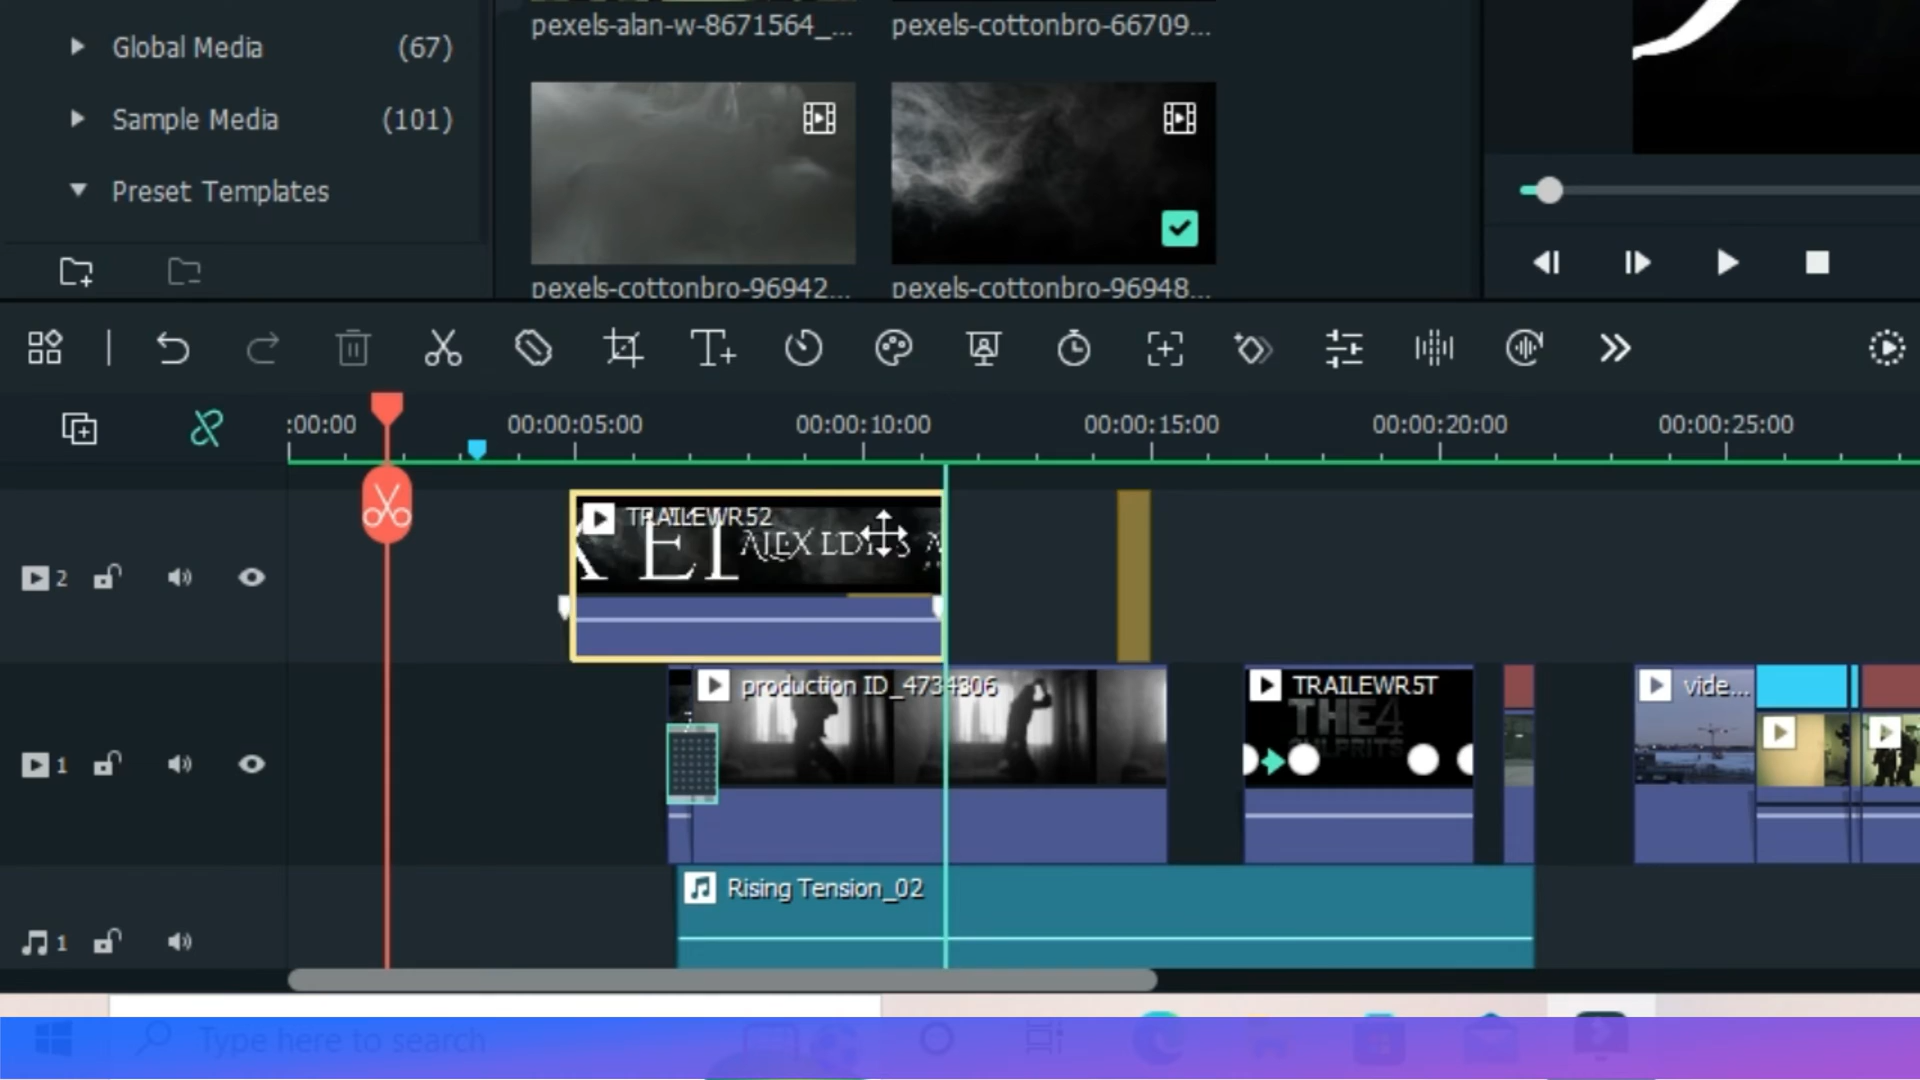 pexels-alan-w-8671564_...
pexels-cottonbro-66709...
Global Media (67)
Sample Media (101)
Preset Templates
pexels-cottonbro-96942...
pexels-cottonbro-96948...
:00:00
00:00:05:00
00:00:10:00
00:00:15:00
00:00:20:00
00:00:25:00
2
TRAILEWR52
1
production ID_4734306
TRAILEWR5T
THE4
CULPRITS
vide...
1
Rising Tension_02
Type here to search